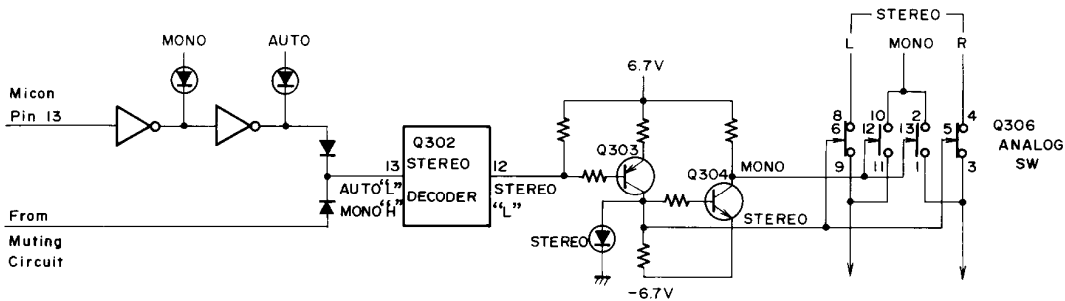 STEREO
L
MONO
R
MONO
AUTO
6.7V
Micon
Pin 13
8
10
2
4
6
12
13
5
Q306
ANALOG
SW
Q302
STEREO
DECODER
13
12
Q303
Q304
MONO
9
11
1
3
AUTO "L"
MONO "H"
STEREO
"L"
From
Muting
Circuit
STEREO
STEREO
-6.7V